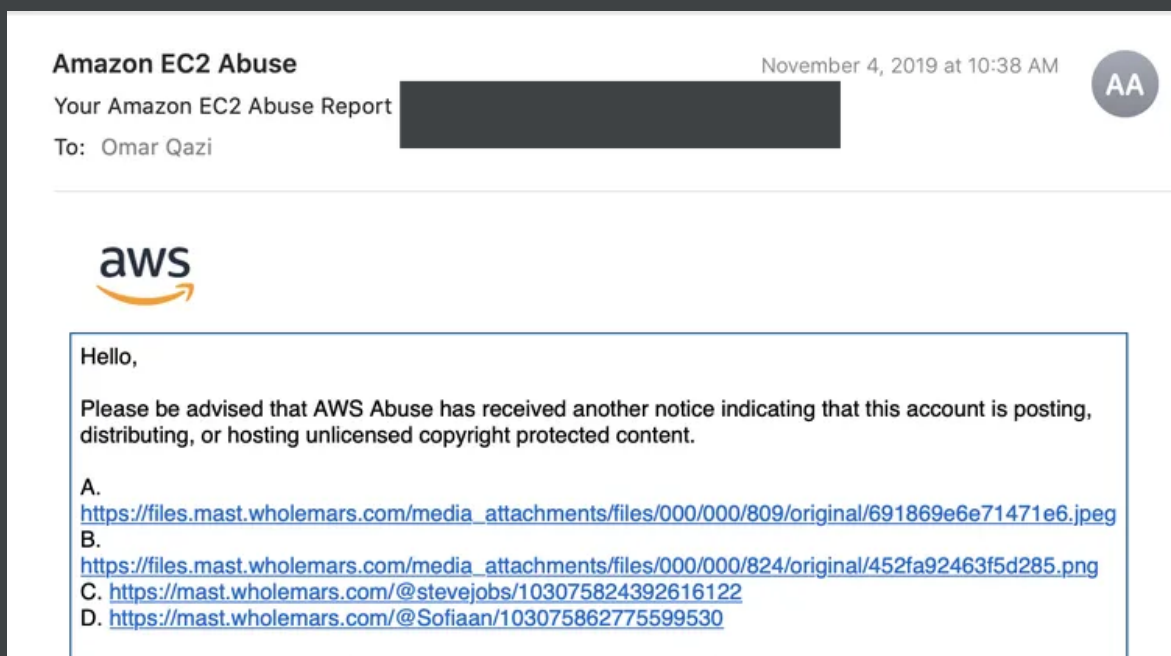 Amazon EC2 Abuse
November 4, 2019 at 10:38 AM
AA
Your Amazon EC2 Abuse Report
To: Omar Qazi
aws
Hello,
Please be advised that AWS Abuse has received another notice indicating that this account is posting,
distributing, or hosting unlicensed copyright protected content.
A.
https://files.mast.wholemars.com/media_attachments/files/000/000/809/original/691869e6e71471e6.jpeg
B.
https://files.mast.wholemars.com/media_attachments/files/000/000/824/original/452fa92463f5d285.png
C. https://mast.wholemars.com/@stevejobs/103075824392616122
D. https://mast.wholemars.com/@Sofiaan/103075862775599530